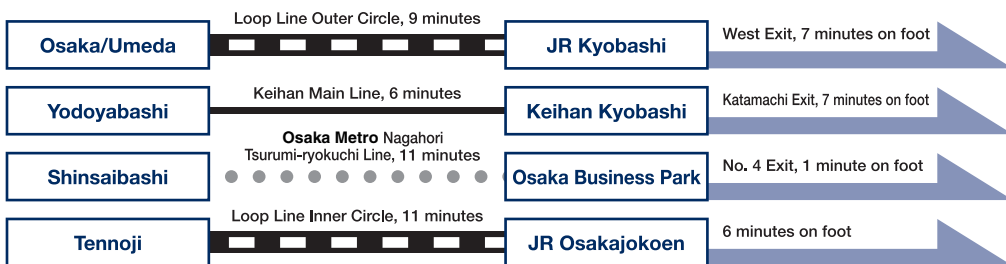 Osaka/Umeda
Loop Line Outer Circle, 9 minutes
JR Kyobashi
West Exit, 7 minutes on foot
Yodoyabashi
Keihan Main Line, 6 minutes
Keihan Kyobashi
Katamachi Exit, 7 minutes on foot
Shinsaibashi
Osaka Metro Nagahori
Tsurumi-ryokuchi Line, 11 minutes
Osaka Business Park
No. 4 Exit, 1 minute on foot
Tennoji
Loop Line Inner Circle, 11 minutes
JR Osakajokoen
6 minutes on foot